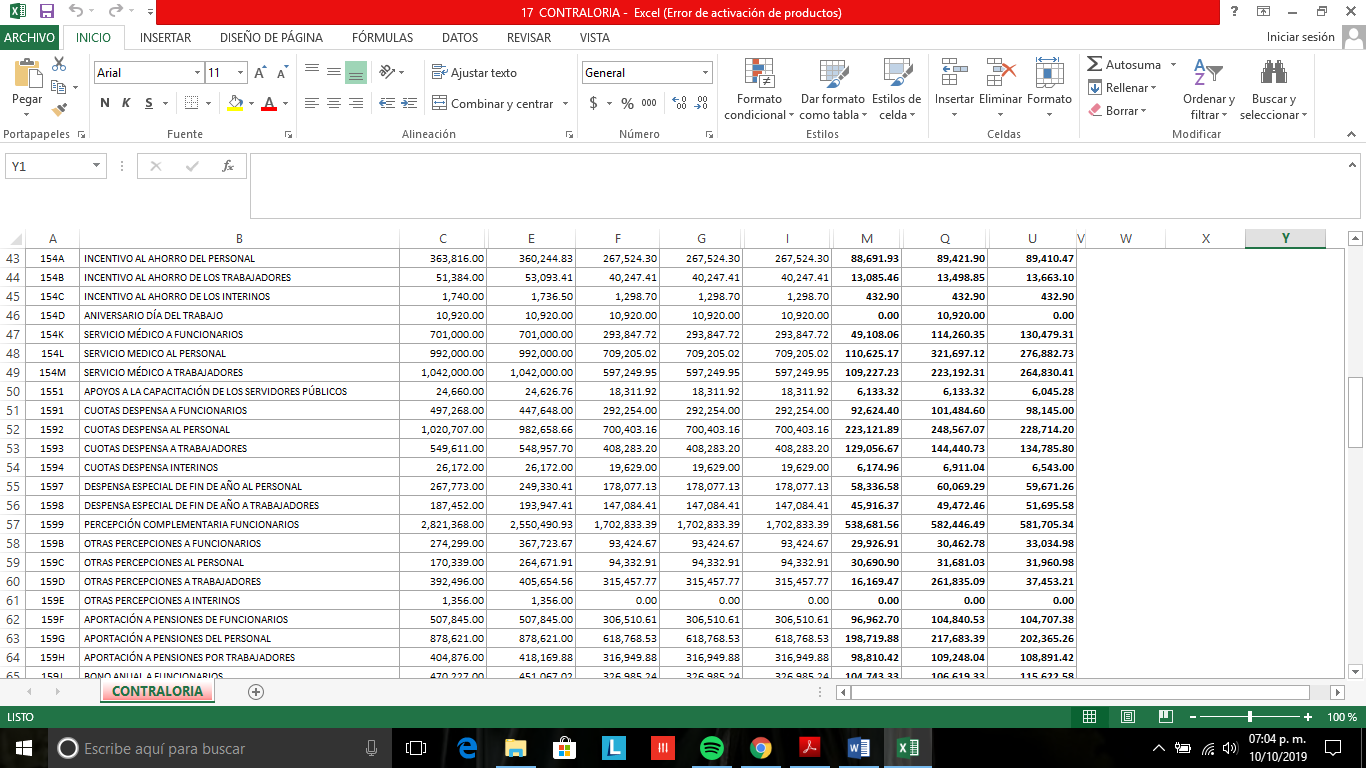 17 CONTRALORIA - Excel (Error de activación de productos)
ARCHIVO INICIO INSERTAR DISEÑO DE PÁGINA FÓRMULAS DATOS REVISAR VISTA Iniciar sesión
Pegar
Portapapeles
Arial 11
N K S
Fuente
Ajustar texto
Combinar y centrar
Alineación
General
$ % 000
Número
Formato condicional
Dar formato como tabla
Estilos de celda
Estilos
Insertar Eliminar Formato
Celdas
Autosuma
Rellenar
Borrar
Ordenar y filtrar
Buscar y seleccionar
Modificar
Y1 fx
A B C E F G I M Q U V W X Y
43 154A INCENTIVO AL AHORRO DEL PERSONAL 363,816.00 360,244.83 267,524.30 267,524.30 267,524.30 88,691.93 89,421.90 89,410.47
44 154B INCENTIVO AL AHORRO DE LOS TRABAJADORES 51,384.00 53,093.41 40,247.41 40,247.41 40,247.41 13,085.46 13,498.85 13,663.10
45 154C INCENTIVO AL AHORRO DE LOS INTERINOS 1,740.00 1,736.50 1,298.70 1,298.70 1,298.70 432.90 432.90 432.90
46 154D ANIVERSARIO DÍA DEL TRABAJO 10,920.00 10,920.00 10,920.00 10,920.00 10,920.00 0.00 10,920.00 0.00
47 154K SERVICIO MÉDICO A FUNCIONARIOS 701,000.00 701,000.00 293,847.72 293,847.72 293,847.72 49,108.06 114,260.35 130,479.31
48 154L SERVICIO MEDICO AL PERSONAL 992,000.00 992,000.00 709,205.02 709,205.02 709,205.02 110,625.17 321,697.12 276,882.73
49 154M SERVICIO MÉDICO A TRABAJADORES 1,042,000.00 1,042,000.00 597,249.95 597,249.95 597,249.95 109,227.23 223,192.31 264,830.41
50 1551 APOYOS A LA CAPACITACIÓN DE LOS SERVIDORES PÚBLICOS 24,660.00 24,626.76 18,311.92 18,311.92 18,311.92 6,133.32 6,133.32 6,045.28
51 1591 CUOTAS DESPENSA A FUNCIONARIOS 497,268.00 447,648.00 292,254.00 292,254.00 292,254.00 92,624.40 101,484.60 98,145.00
52 1592 CUOTAS DESPENSA AL PERSONAL 1,020,707.00 982,658.66 700,403.16 700,403.16 700,403.16 223,121.89 248,567.07 228,714.20
53 1593 CUOTAS DESPENSA A TRABAJADORES 549,611.00 548,957.70 408,283.20 408,283.20 408,283.20 129,056.67 144,440.73 134,785.80
54 1594 CUOTAS DESPENSA INTERINOS 26,172.00 26,172.00 19,629.00 19,629.00 19,629.00 6,174.96 6,911.04 6,543.00
55 1597 DESPENSA ESPECIAL DE FIN DE AÑO AL PERSONAL 267,773.00 249,330.41 178,077.13 178,077.13 178,077.13 58,336.58 60,069.29 59,671.26
56 1598 DESPENSA ESPECIAL DE FIN DE AÑO A TRABAJADORES 187,452.00 193,947.41 147,084.41 147,084.41 147,084.41 45,916.37 49,472.46 51,695.58
57 1599 PERCEPCIÓN COMPLEMENTARIA FUNCIONARIOS 2,821,368.00 2,550,490.93 1,702,833.39 1,702,833.39 1,702,833.39 538,681.56 582,446.49 581,705.34
58 159B OTRAS PERCEPCIONES A FUNCIONARIOS 274,299.00 367,723.67 93,424.67 93,424.67 93,424.67 29,926.91 30,462.78 33,034.98
59 159C OTRAS PERCEPCIONES AL PERSONAL 170,339.00 264,671.91 94,332.91 94,332.91 94,332.91 30,690.90 31,681.03 31,960.98
60 159D OTRAS PERCEPCIONES A TRABAJADORES 392,496.00 405,654.56 315,457.77 315,457.77 315,457.77 16,169.47 261,835.09 37,453.21
61 159E OTRAS PERCEPCIONES A INTERINOS 1,356.00 1,356.00 0.00 0.00 0.00 0.00 0.00 0.00
62 159F APORTACIÓN A PENSIONES DE FUNCIONARIOS 507,845.00 507,845.00 306,510.61 306,510.61 306,510.61 96,962.70 104,840.53 104,707.38
63 159G APORTACIÓN A PENSIONES DEL PERSONAL 878,621.00 878,621.00 618,768.53 618,768.53 618,768.53 198,719.88 217,683.39 202,365.26
64 159H APORTACIÓN A PENSIONES POR TRABAJADORES 404,876.00 418,169.88 316,949.88 316,949.88 316,949.88 98,810.42 109,248.04 108,891.42
65 BONO ANUAL A FUNCIONARIOS 470,227.00 451,067.02 326,985.24 326,985.24 326,985.24 104,743.33 106,619.33 115,622.58
CONTRALORIA
LISTO 100 %
Escribe aquí para buscar
07:04 p. m.
10/10/2019